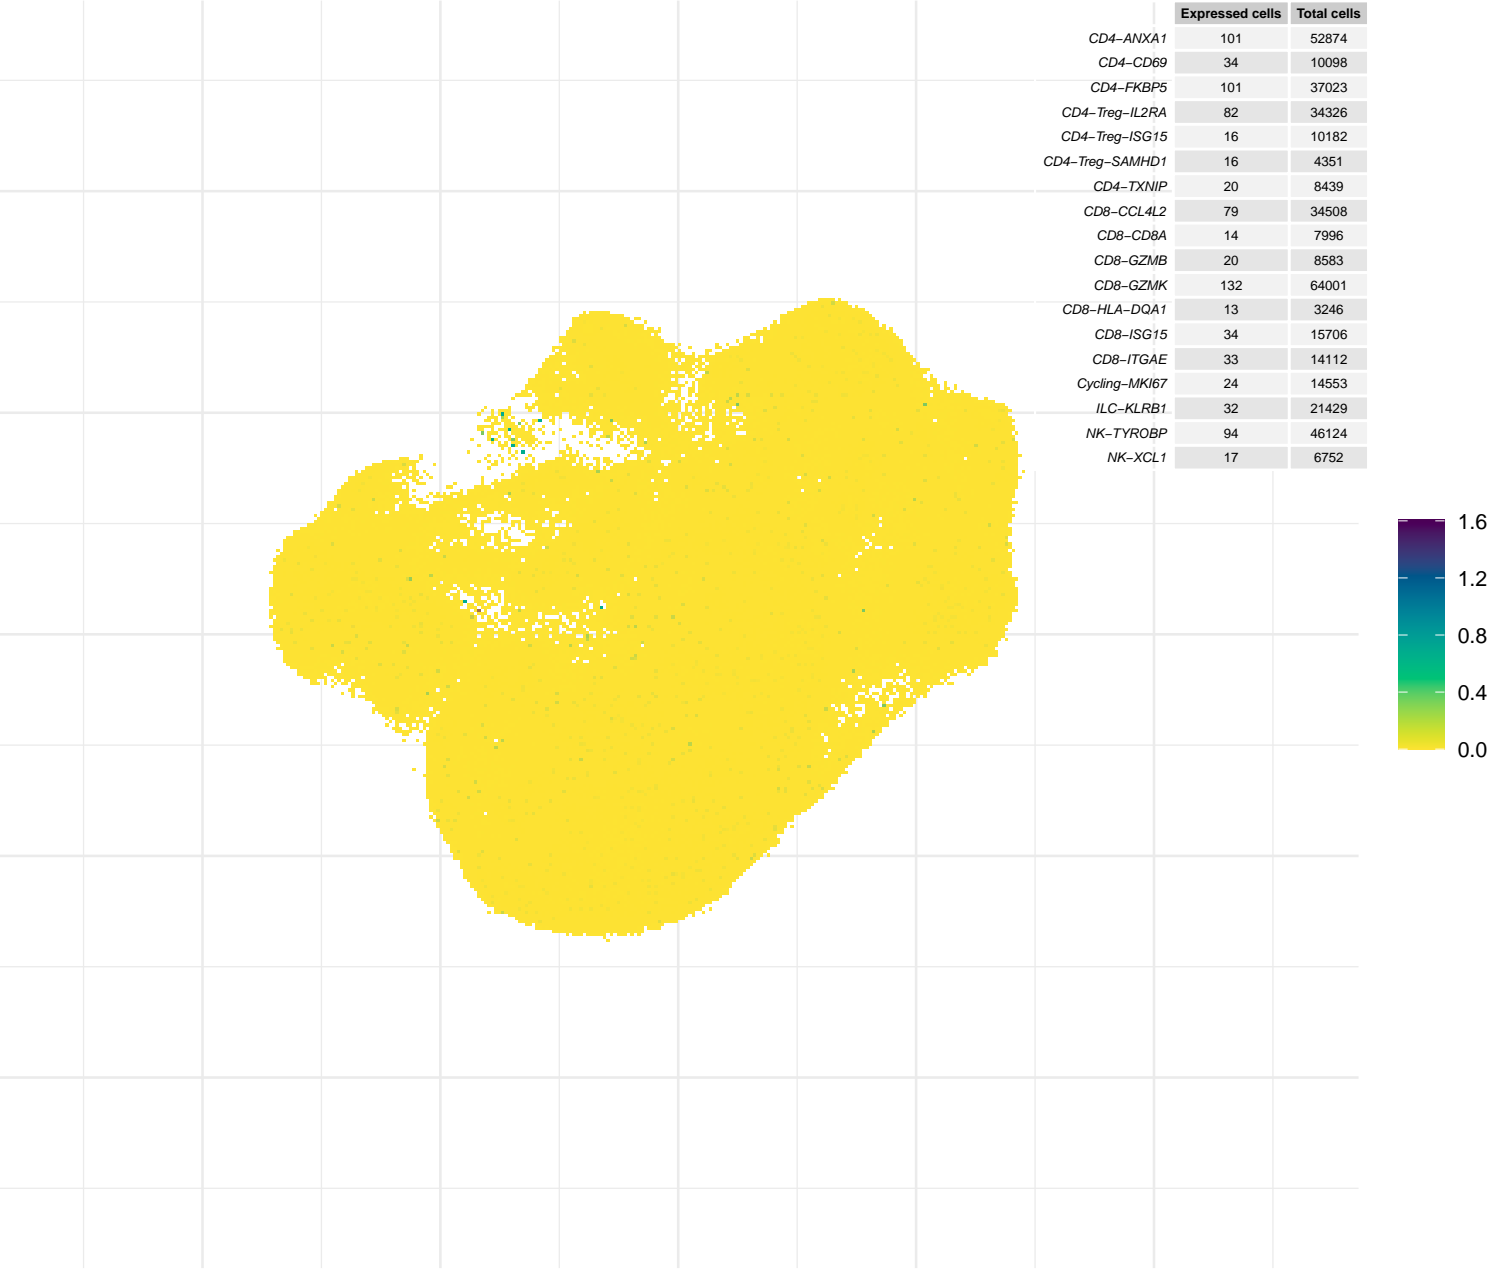 Expressed cells Total cells
CD4−ANXA1 101 52874
CD4−CD69 34 10098
CD4−FKBP5 101 37023
CD4−Treg−IL2RA 82 34326
CD4−Treg−ISG15 16 10182
CD4−Treg−SAMHD1 16 4351
CD4−TXNIP 20 8439
CD8−CCL4L2 79 34508
CD8−CD8A 14 7996
CD8−GZMB 20 8583
CD8−GZMK 132 64001
CD8−HLA−DQA1 13 3246
CD8−ISG15 34 15706
CD8−ITGAE 33 14112
Cycling−MKI67 24 14553
ILC−KLRB1 32 21429
NK−TYROBP 94 46124
NK−XCL1 17 6752
1.6
1.2
0.8
0.4
0.0